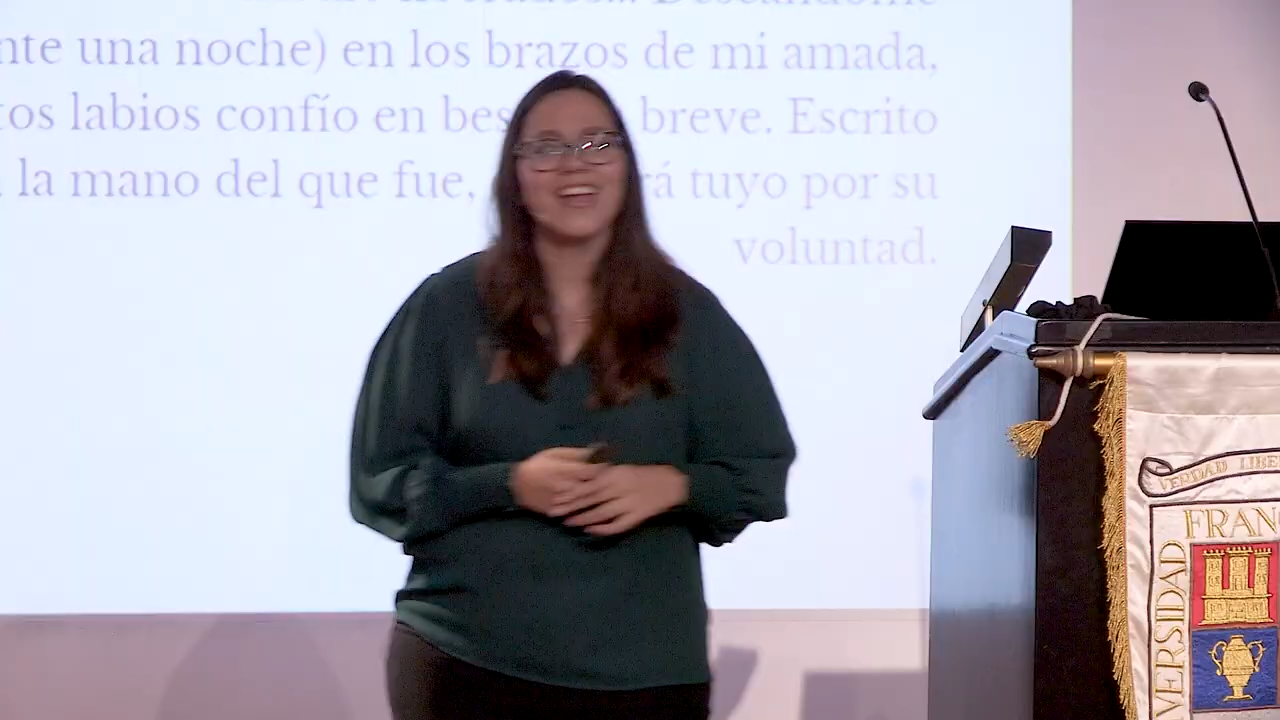 nte una noche) en los brazos de mi amada,
tos labios confío en bes breve. Escrito
la mano del que fue, rá tuyo por su
voluntad.
VERDAD LIBE
FRAN
VERSIDAD